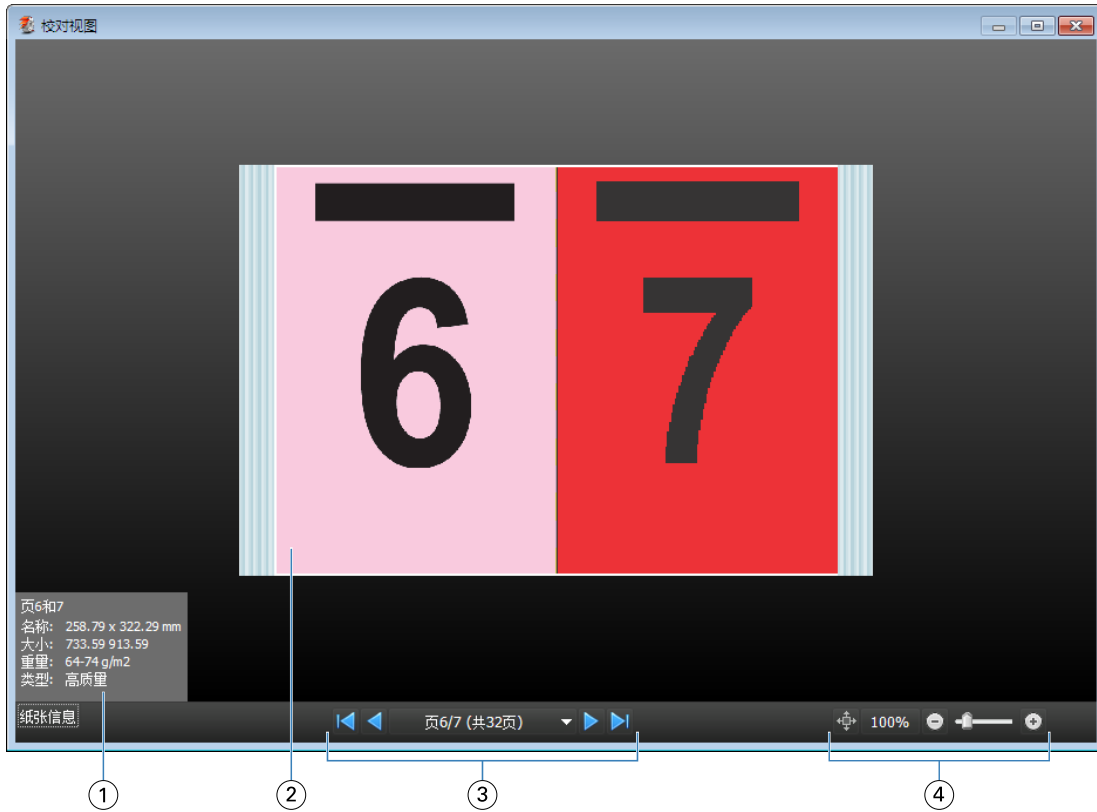 校对视图
6
7
页6和7
名称: 258.79 x 322.29 mm
大小: 733.59 913.59
重量: 64-74 g/m2
类型: 高质量
纸张信息
页6/7 (共32页)
100%
1
2
3
4